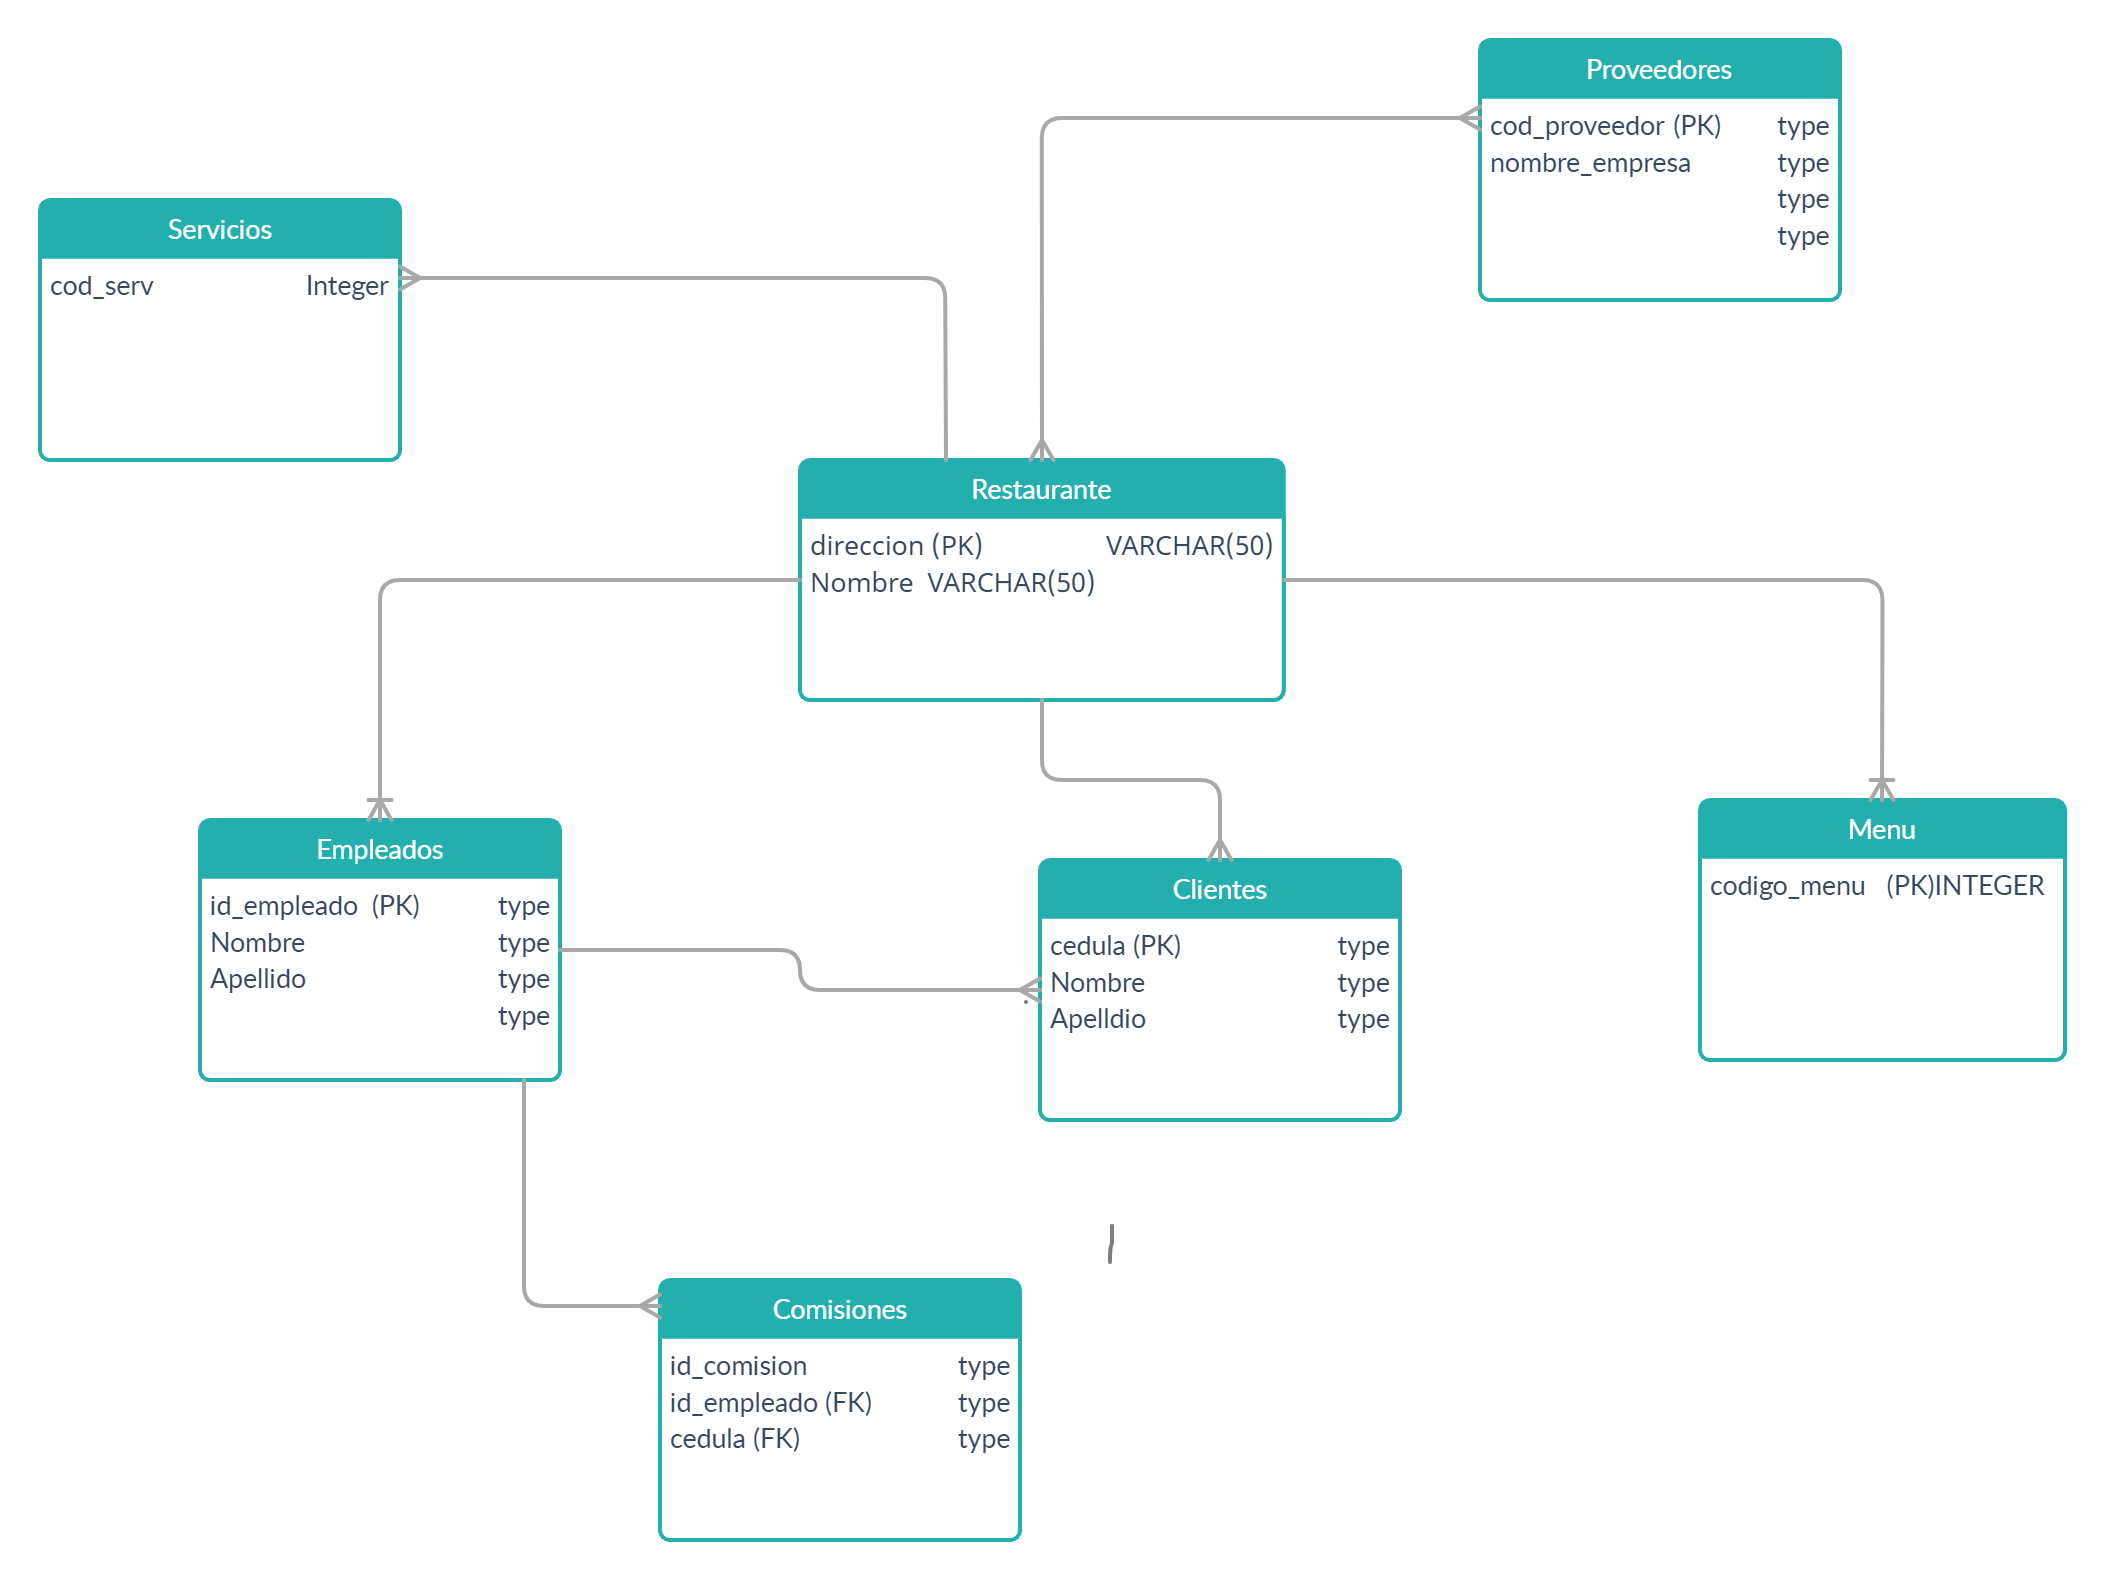 Proveedores
cod_proveedor (PK) type
nombre_empresa type
type
type
Servicios
cod_serv Integer
Restaurante
direccion (PK) VARCHAR(50)
Nombre VARCHAR(50)
Empleados
id_empleado (PK) type
Nombre type
Apellido type
type
Clientes
cedula (PK) type
Nombre type
Apelldio type
Menu
codigo_menu (PK)INTEGER
Comisiones
id_comision type
id_empleado (FK) type
cedula (FK) type